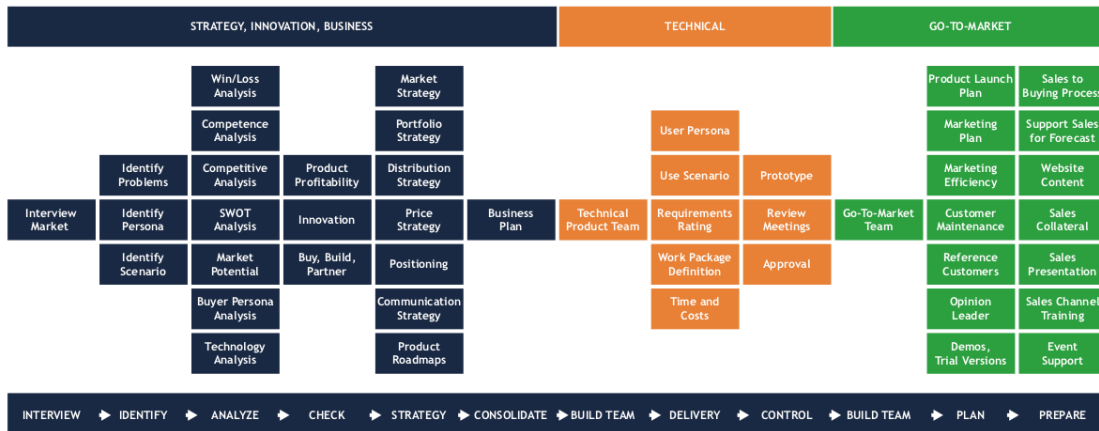 STRATEGY, INNOVATION, BUSINESS
TECHNICAL
GO-TO-MARKET
Interview
Market
Identify
Problems
Identify
Persona
Identify
Scenario
Win/Loss
Analysis
Competence
Analysis
Competitive
Analysis
SWOT
Analysis
Market
Potential
Buyer Persona
Analysis
Technology
Analysis
Product
Profitability
Innovation
Buy, Build,
Partner
Market
Strategy
Portfolio
Strategy
Distribution
Strategy
Price
Strategy
Positioning
Communication
Strategy
Product
Roadmaps
Business
Plan
Technical
Product Team
User Persona
Use Scenario
Requirements
Rating
Work Package
Definition
Time and
Costs
Prototype
Review
Meetings
Approval
Go-To-Market
Team
Product Launch
Plan
Marketing
Plan
Marketing
Efficiency
Customer
Maintenance
Reference
Customers
Opinion
Leader
Demos,
Trial Versions
Sales to
Buying Process
Support Sales
for Forecast
Website
Content
Sales
Collateral
Sales
Presentation
Sales Channel
Training
Event
Support
INTERVIEW
IDENTIFY
ANALYZE
CHECK
STRATEGY
CONSOLIDATE
BUILD TEAM
DELIVERY
CONTROL
BUILD TEAM
PLAN
PREPARE